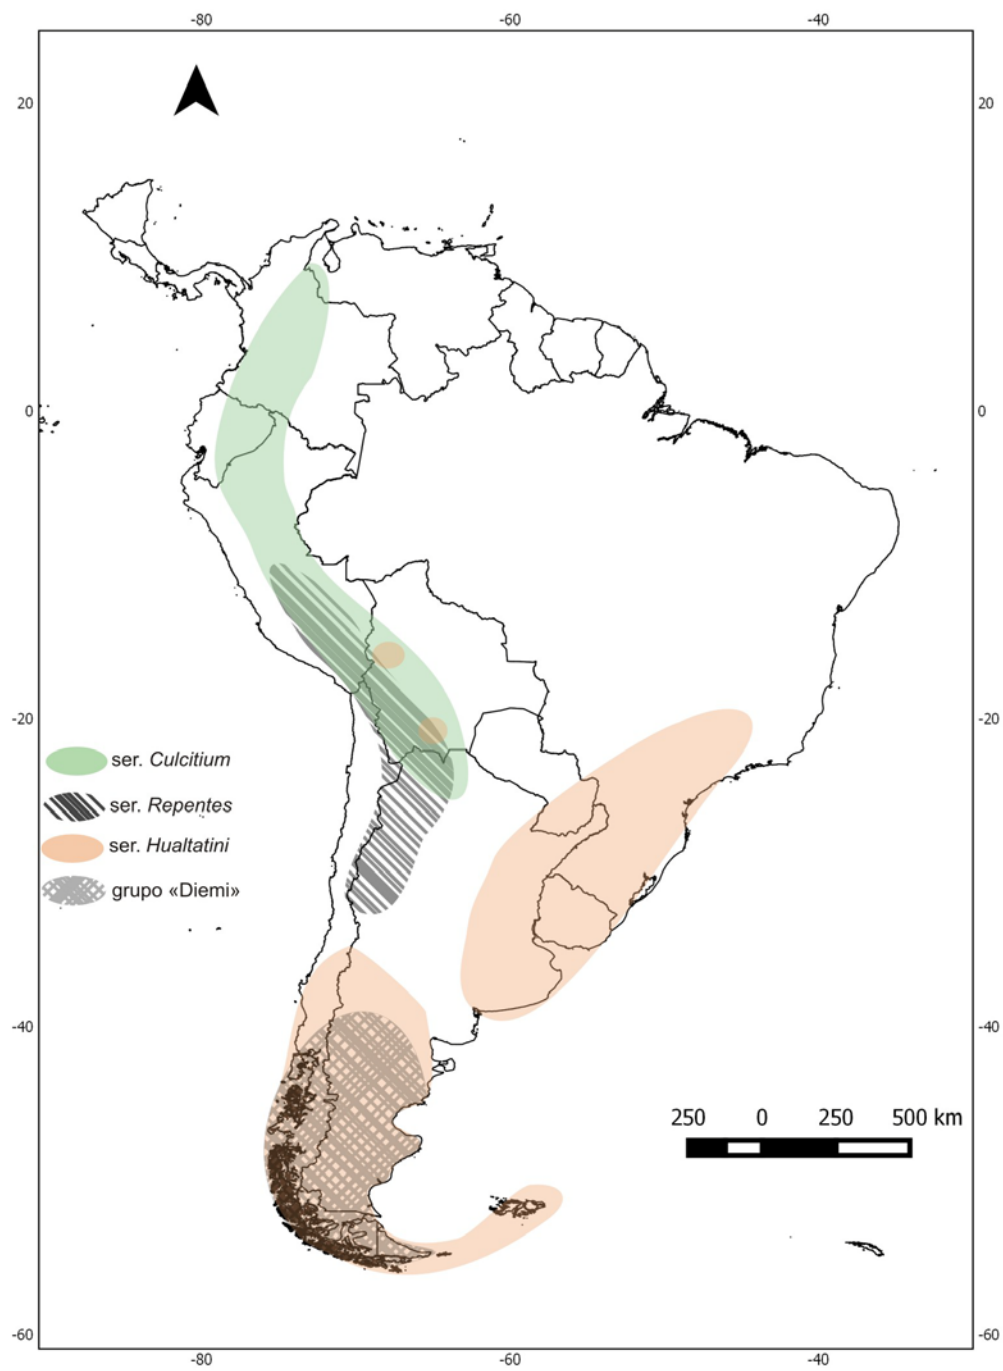 -80 -60 -40
20 20
0 0
-20 -20
ser. Culcitium
ser. Repentes
ser. Hualtatini
grupo «Diemi»
-40 -40
250 0 250 500 km
-60 -60
-80 -60 -40